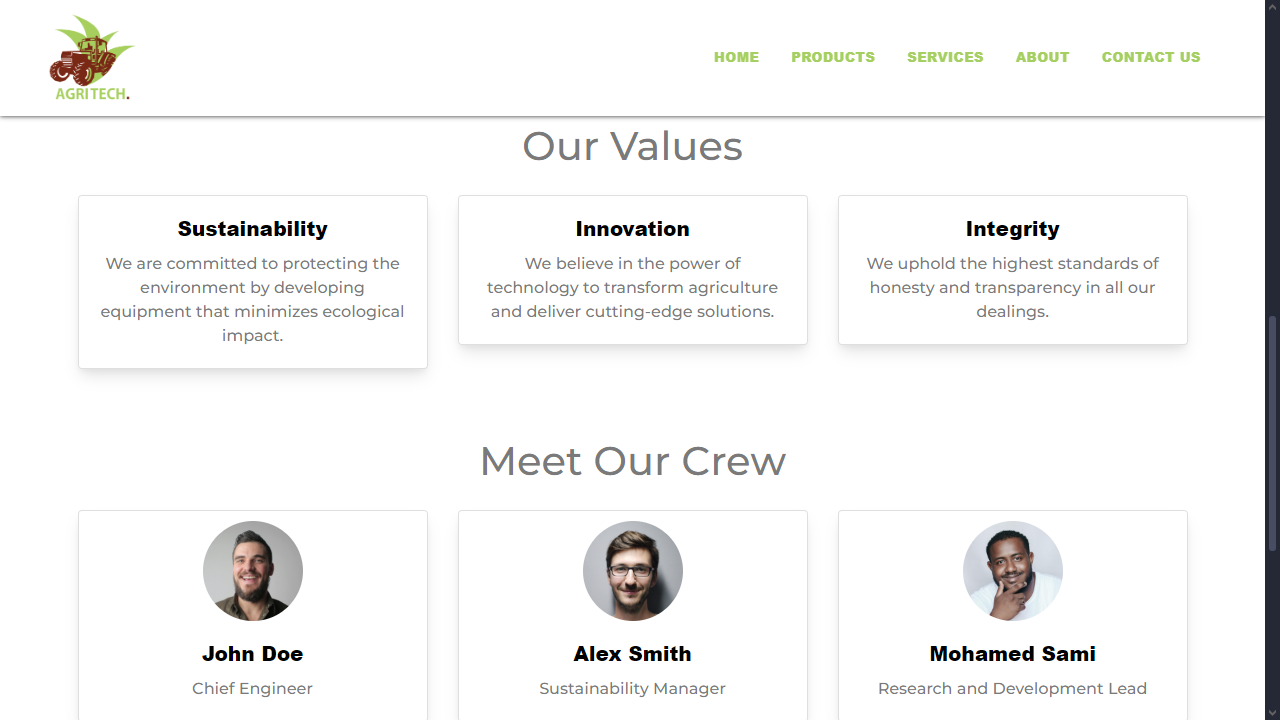 AGRITECH.
HOME PRODUCTS SERVICES ABOUT CONTACT US
Our Values
Sustainability
We are committed to protecting the
environment by developing
equipment that minimizes ecological
impact.
Innovation
We believe in the power of
technology to transform agriculture
and deliver cutting-edge solutions.
Integrity
We uphold the highest standards of
honesty and transparency in all our
dealings.
Meet Our Crew
John Doe
Chief Engineer
Alex Smith
Sustainability Manager
Mohamed Sami
Research and Development Lead